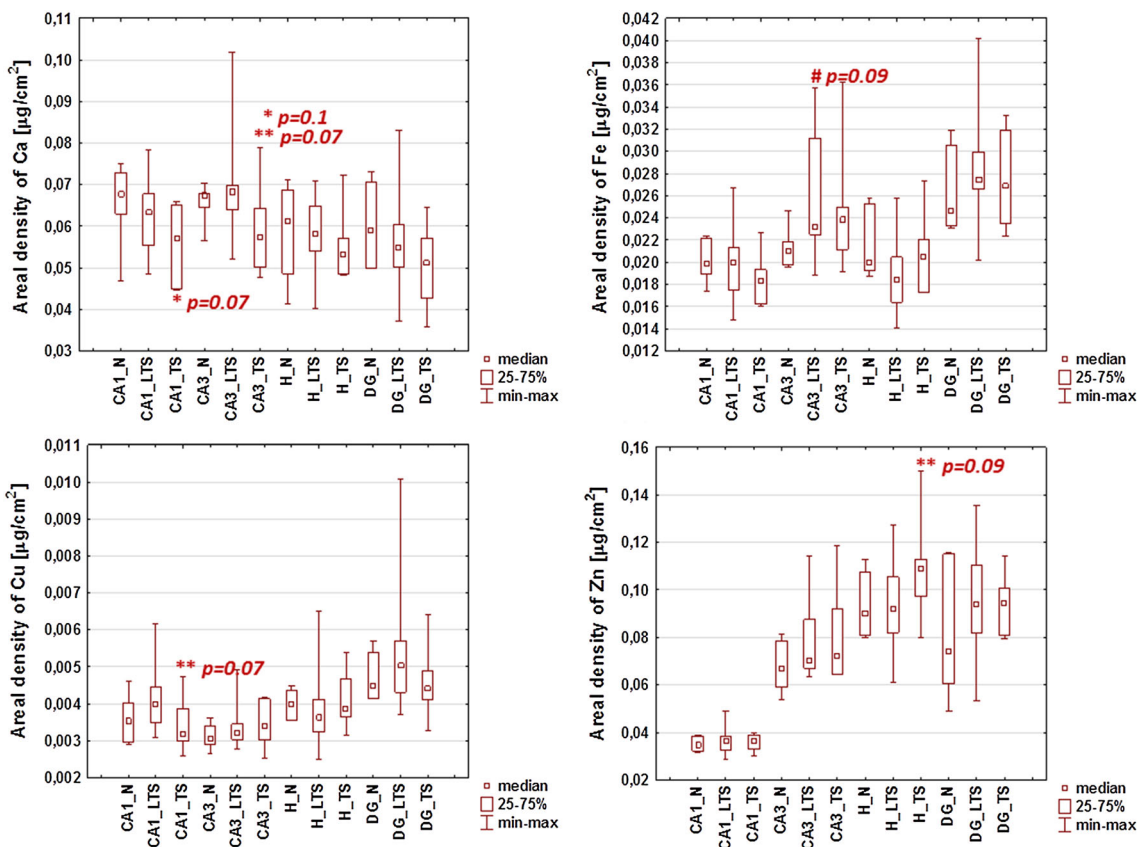 Areal density of Ca [µg/cm²]
0,11
0,10
0,09
0,08
0,07
0,06
0,05
0,04
0,03
* p=0.1
** p=0.07
* p=0.07
CA1_N
CA1_LTS
CA1_TS
CA3_N
CA3_LTS
CA3_TS
H_N
H_LTS
H_TS
DG_N
DG_LTS
DG_TS
median
25-75%
min-max
Areal density of Fe [µg/cm²]
0,042
0,040
0,038
0,036
0,034
0,032
0,030
0,028
0,026
0,024
0,022
0,020
0,018
0,016
0,014
0,012
# p=0.09
CA1_N
CA1_LTS
CA1_TS
CA3_N
CA3_LTS
CA3_TS
H_N
H_LTS
H_TS
DG_N
DG_LTS
DG_TS
median
25-75%
min-max
Areal density of Cu [µg/cm²]
0,011
0,010
0,009
0,008
0,007
0,006
0,005
0,004
0,003
0,002
** p=0.07
CA1_N
CA1_LTS
CA1_TS
CA3_N
CA3_LTS
CA3_TS
H_N
H_LTS
H_TS
DG_N
DG_LTS
DG_TS
median
25-75%
min-max
Areal density of Zn [µg/cm²]
0,16
0,14
0,12
0,10
0,08
0,06
0,04
0,02
** p=0.09
CA1_N
CA1_LTS
CA1_TS
CA3_N
CA3_LTS
CA3_TS
H_N
H_LTS
H_TS
DG_N
DG_LTS
DG_TS
median
25-75%
min-max